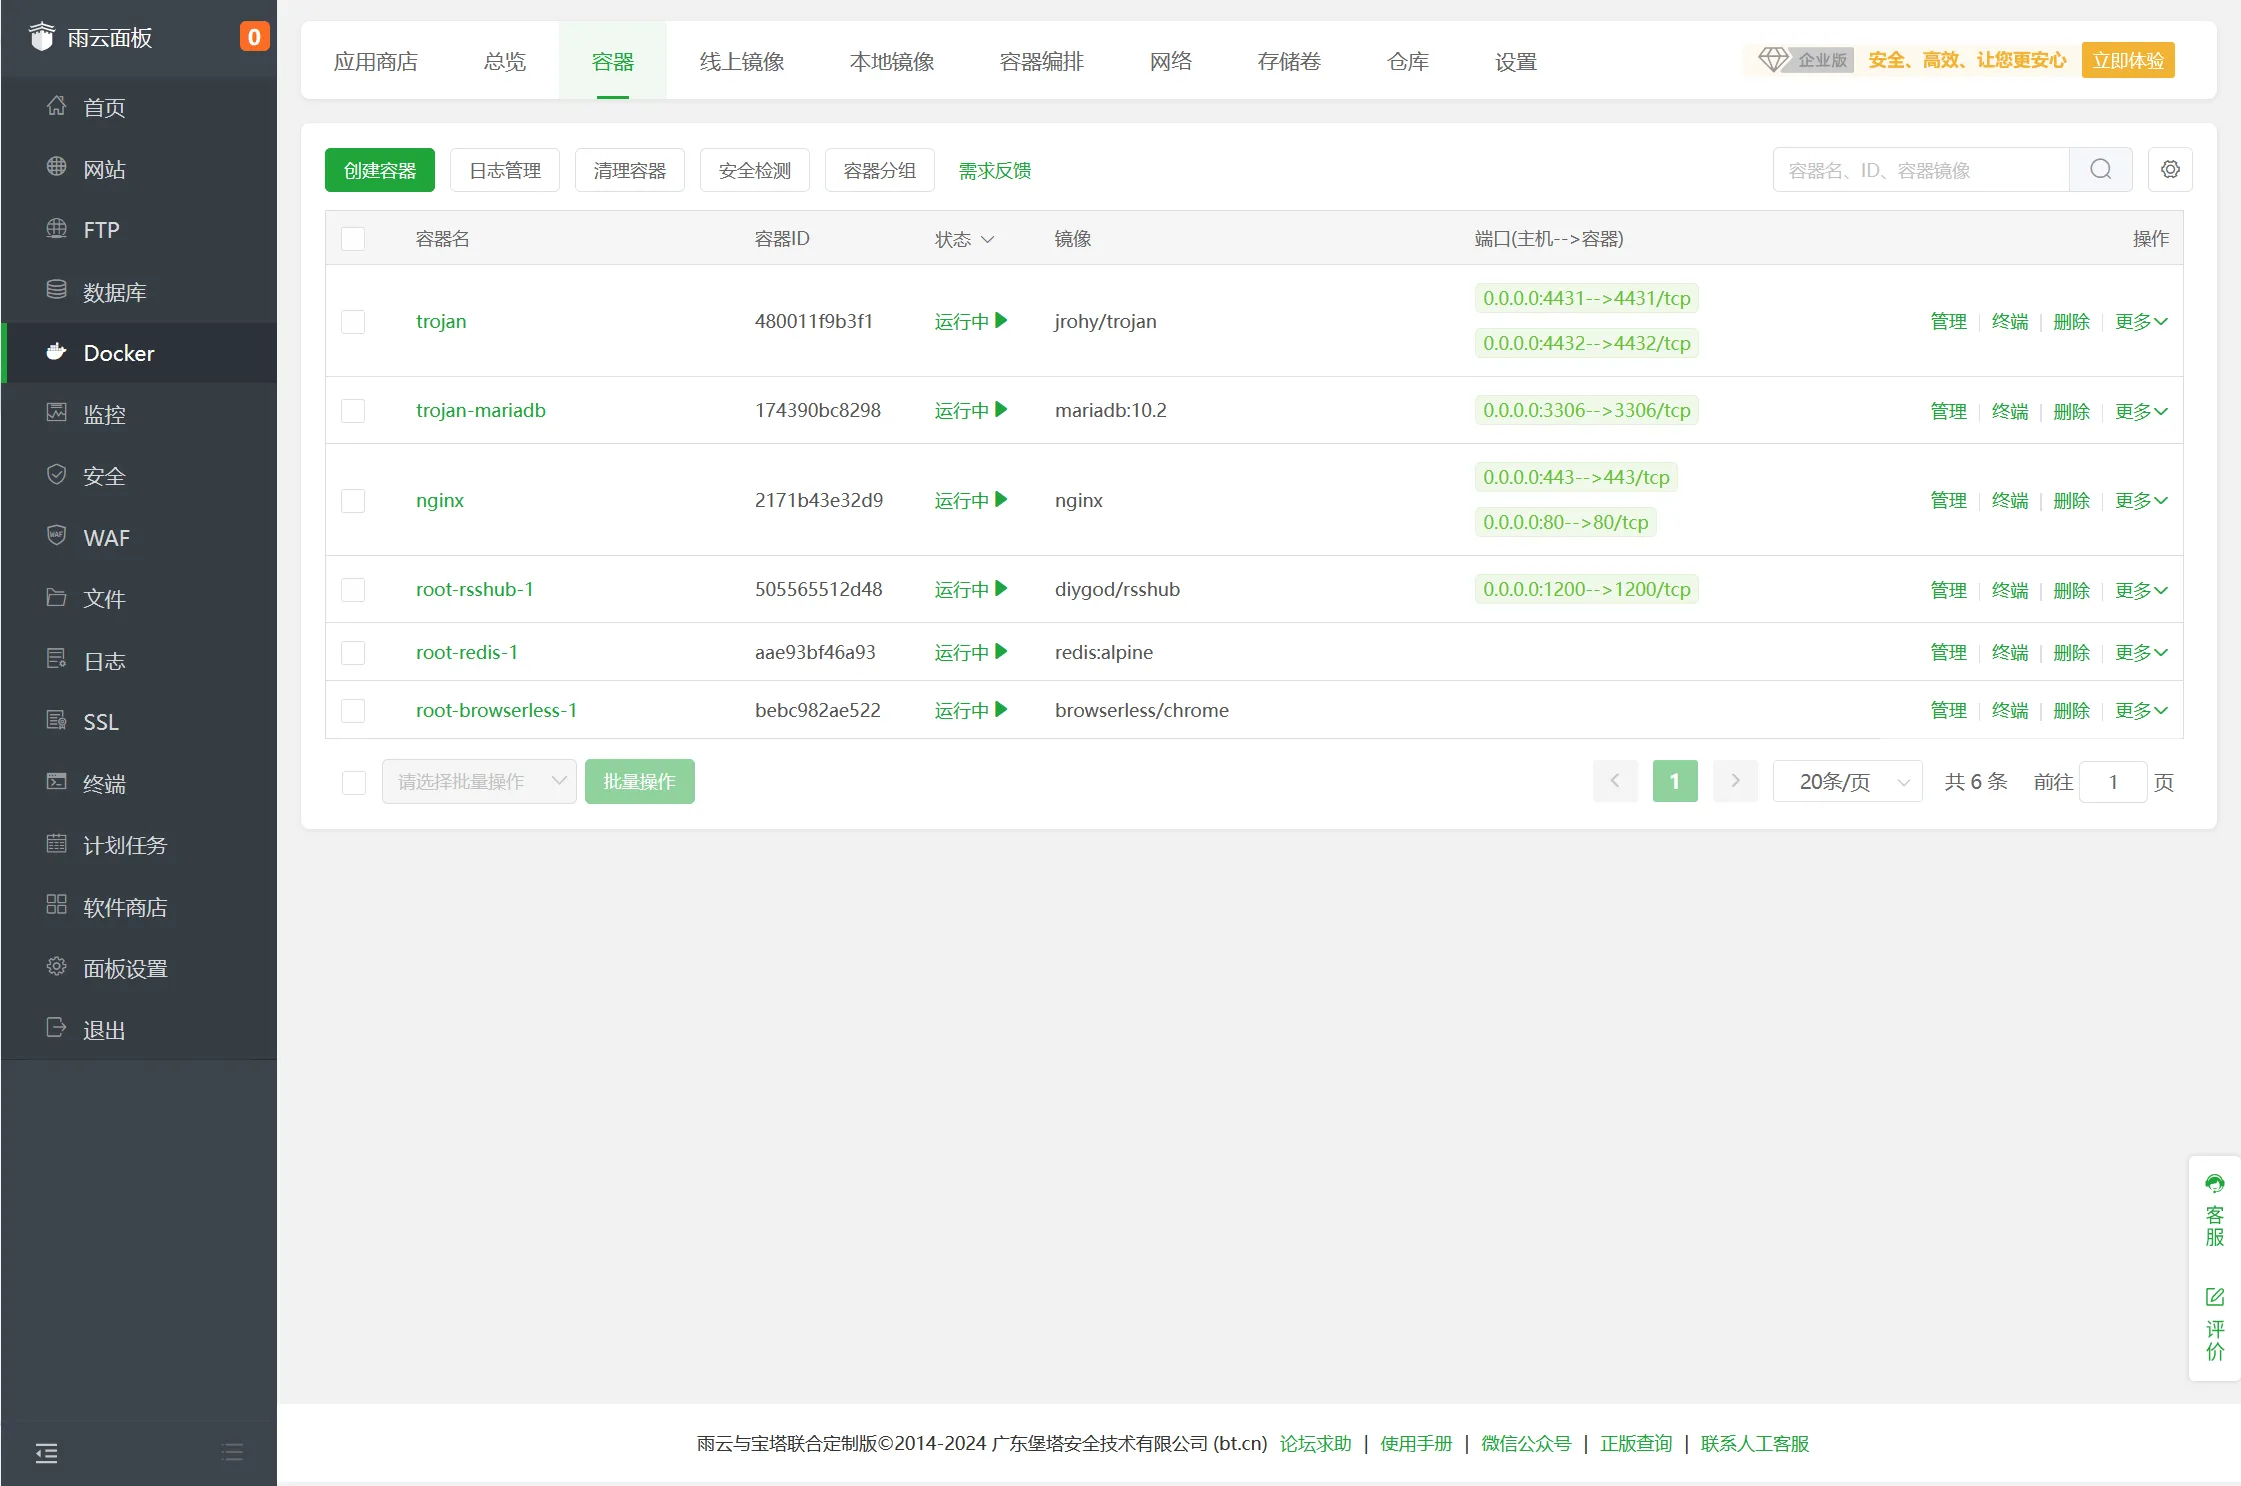 雨云面板
0
首页
网站
FTP
数据库
Docker
监控
安全
WAF
文件
日志
SSL
终端
计划任务
软件商店
面板设置
退出
应用商店 总览 容器 线上镜像 本地镜像 容器编排 网络 存储卷 仓库 设置
企业版 安全、高效、让您更安心 立即体验
创建容器 日志管理 清理容器 安全检测 容器分组 需求反馈 容器名、ID、容器镜像
容器名 容器ID 状态 镜像 端口(主机-->容器) 操作
trojan 480011f9b3f1 运行中 jrohy/trojan 0.0.0.0:4431-->4431/tcp 管理 终端 删除 更多
0.0.0.0:4432-->4432/tcp
trojan-mariadb 174390bc8298 运行中 mariadb:10.2 0.0.0.0:3306-->3306/tcp 管理 终端 删除 更多
nginx 2171b43e32d9 运行中 nginx 0.0.0.0:443-->443/tcp 管理 终端 删除 更多
0.0.0.0:80-->80/tcp
root-rsshub-1 505565512d48 运行中 diygod/rsshub 0.0.0.0:1200-->1200/tcp 管理 终端 删除 更多
root-redis-1 aae93bf46a93 运行中 redis:alpine 管理 终端 删除 更多
root-browserless-1 bebc982ae522 运行中 browserless/chrome 管理 终端 删除 更多
请选择批量操作 批量操作 1 20条/页 共 6 条 前往 1 页
客服
评价
雨云与宝塔联合定制版©2014-2024 广东堡塔安全技术有限公司 (bt.cn) 论坛求助 | 使用手册 | 微信公众号 | 正版查询 | 联系人工客服